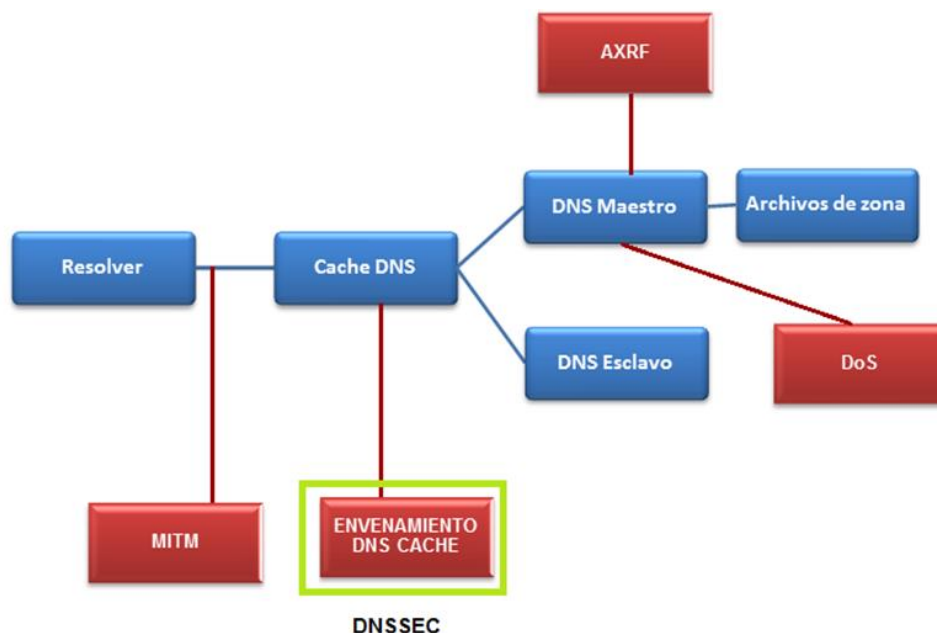 AXRF
DNS Maestro
Archivos de zona
Resolver
Cache DNS
DNS Esclavo
DoS
MITM
ENVENAMIENTO
DNS CACHE
DNSSEC